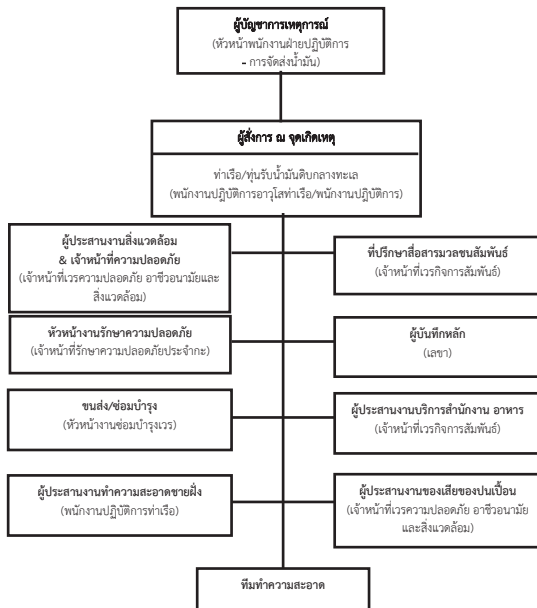 ผู้บัญชาการเหตุการณ์
(หัวหน้าพนักงานฝ่ายปฏิบัติการ
- การจัดส่งน้ำมัน)
ผู้สั่งการ ณ จุดเกิดเหตุ
ท่าเรือ/ทุ่นรับน้ำมันดิบกลางทะเล
(พนักงานปฏิบัติการอาวุโสท่าเรือ/พนักงานปฏิบัติการ)
ผู้ประสานงานสิ่งแวดล้อม
& เจ้าหน้าที่ความปลอดภัย
(เจ้าหน้าที่เวรความปลอดภัย อาชีวอนามัยและ
สิ่งแวดล้อม)
ที่ปรึกษาสื่อสารมวลชนสัมพันธ์
(เจ้าหน้าที่เวรกิจการสัมพันธ์)
หัวหน้างานรักษาความปลอดภัย
(เจ้าหน้าที่รักษาความปลอดภัยประจำกะ)
ผู้บันทึกหลัก
(เลขา)
ขนส่ง/ซ่อมบำรุง
(หัวหน้างานซ่อมบำรุงเวร)
ผู้ประสานงานบริการสำนักงาน อาหาร
(เจ้าหน้าที่เวรกิจการสัมพันธ์)
ผู้ประสานงานทำความสะอาดชายฝั่ง
(พนักงานปฏิบัติการท่าเรือ)
ผู้ประสานงานของเสียของปนเปื้อน
(เจ้าหน้าที่เวรความปลอดภัย อาชีวอนามัย
และสิ่งแวดล้อม)
ทีมทำความสะอาด